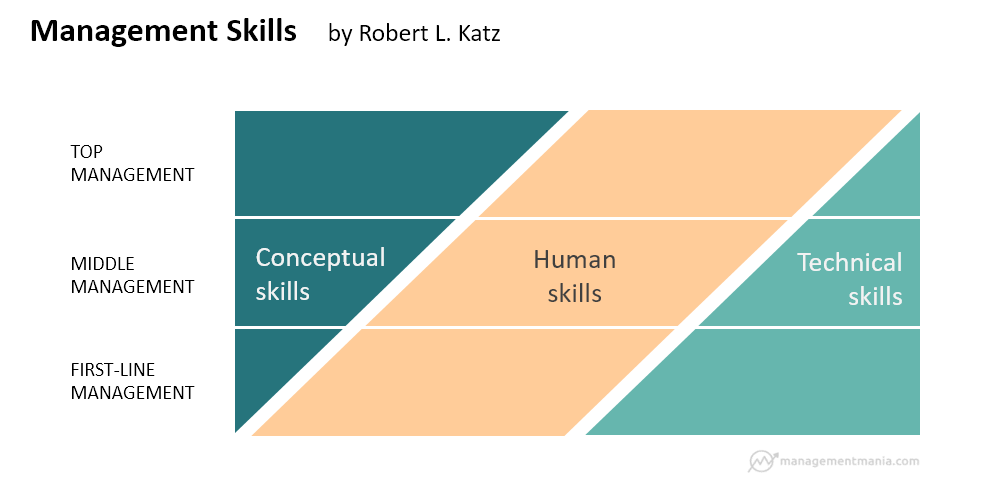 Management Skills by Robert L. Katz
TOP
MANAGEMENT
MIDDLE
MANAGEMENT
Conceptual
skills
Human
skills
Technical
skills
FIRST-LINE
MANAGEMENT
managementmania.com